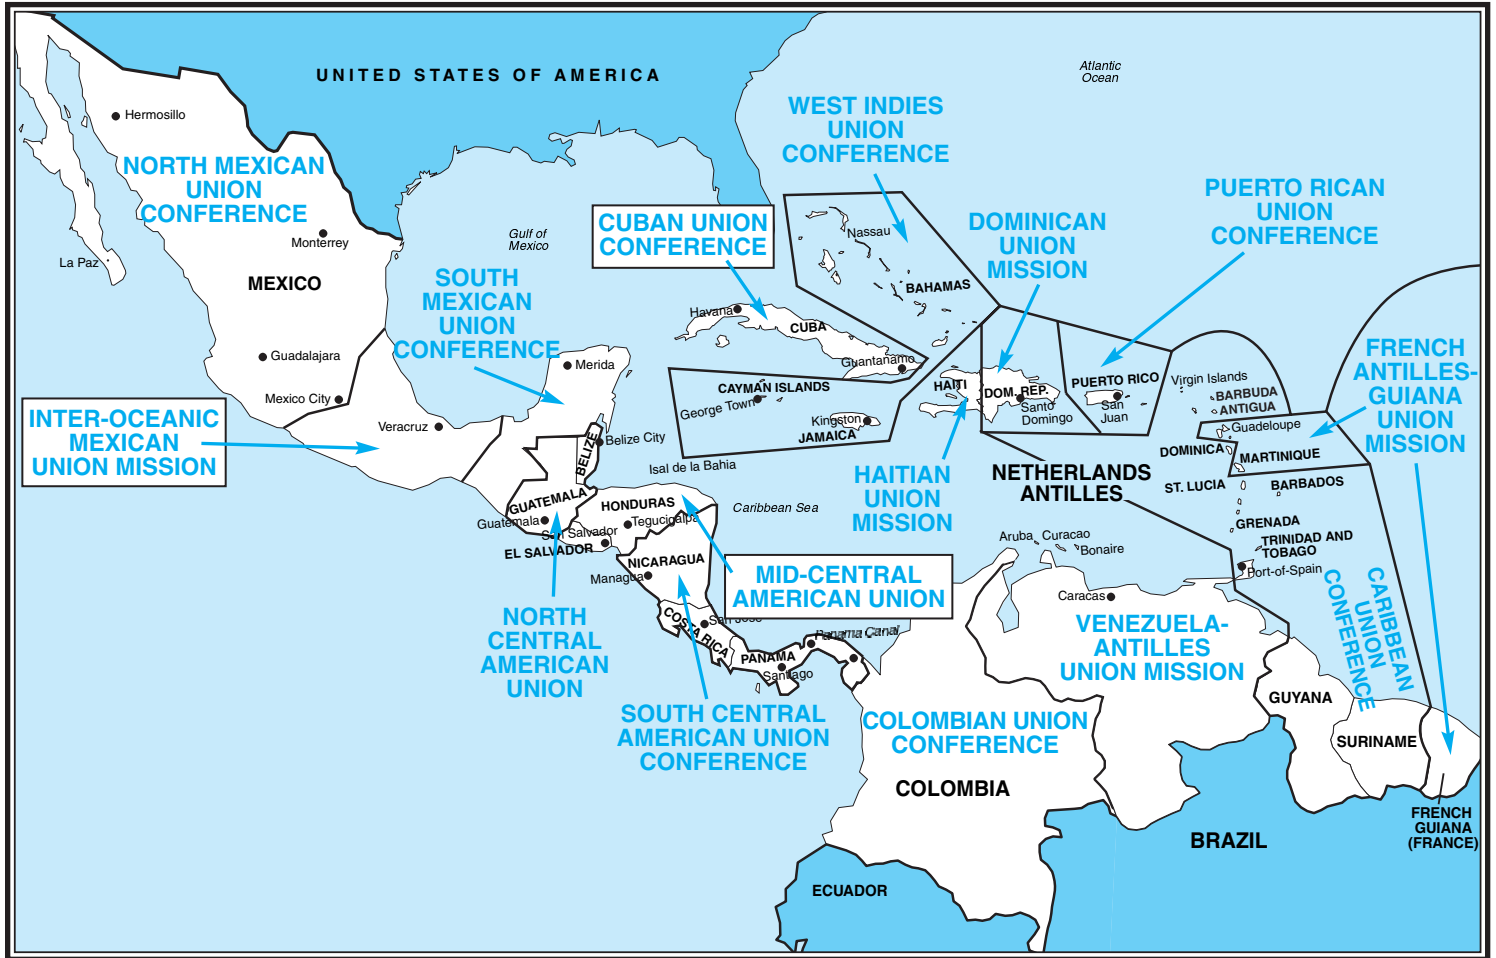 UNITED STATES OF AMERICA
Atlantic
Ocean
Hermosillo
WEST INDIES
UNION
CONFERENCE
NORTH MEXICAN
UNION
CONFERENCE
PUERTO RICAN
UNION
CONFERENCE
CUBAN UNION
CONFERENCE
DOMINICAN
UNION
MISSION
Nassau
Gulf of
Mexico
Monterrey
La Paz
MEXICO
SOUTH
MEXICAN
UNION
CONFERENCE
BAHAMAS
Havana
CUBA
Guantanamo
Guadalajara
Merida
FRENCH
ANTILLES-
GUIANA
UNION
MISSION
Mexico City
CAYMAN ISLANDS
George Town
HAITI
DOM. REP.
Santo
Domingo
PUERTO RICO
San
Juan
Virgin Islands
BARBUDA
ANTIGUA
INTER-OCEANIC
MEXICAN
UNION MISSION
Veracruz
Kingston
JAMAICA
Guadeloupe
BELIZE
Belize City
Isal de la Bahia
DOMINICA
MARTINIQUE
HAITIAN
UNION
MISSION
NETHERLANDS
ANTILLES
ST. LUCIA
BARBADOS
GUATEMALA
Guatemala
HONDURAS
Tegucigalpa
Caribbean Sea
San Salvador
EL SALVADOR
GRENADA
TRINIDAD AND
TOBAGO
Port-of-Spain
Aruba
Curacao
Bonaire
NICARAGUA
Managua
MID-CENTRAL
AMERICAN UNION
Caracas
CARIBBEAN
UNION
CONFERENCE
NORTH
CENTRAL
AMERICAN
UNION
COSTA RICA
San Jose
Panama Canal
PANAMA
Santiago
VENEZUELA-
ANTILLES
UNION MISSION
GUYANA
SOUTH CENTRAL
AMERICAN UNION
CONFERENCE
COLOMBIAN UNION
CONFERENCE
SURINAME
COLOMBIA
FRENCH
GUIANA
(FRANCE)
BRAZIL
ECUADOR